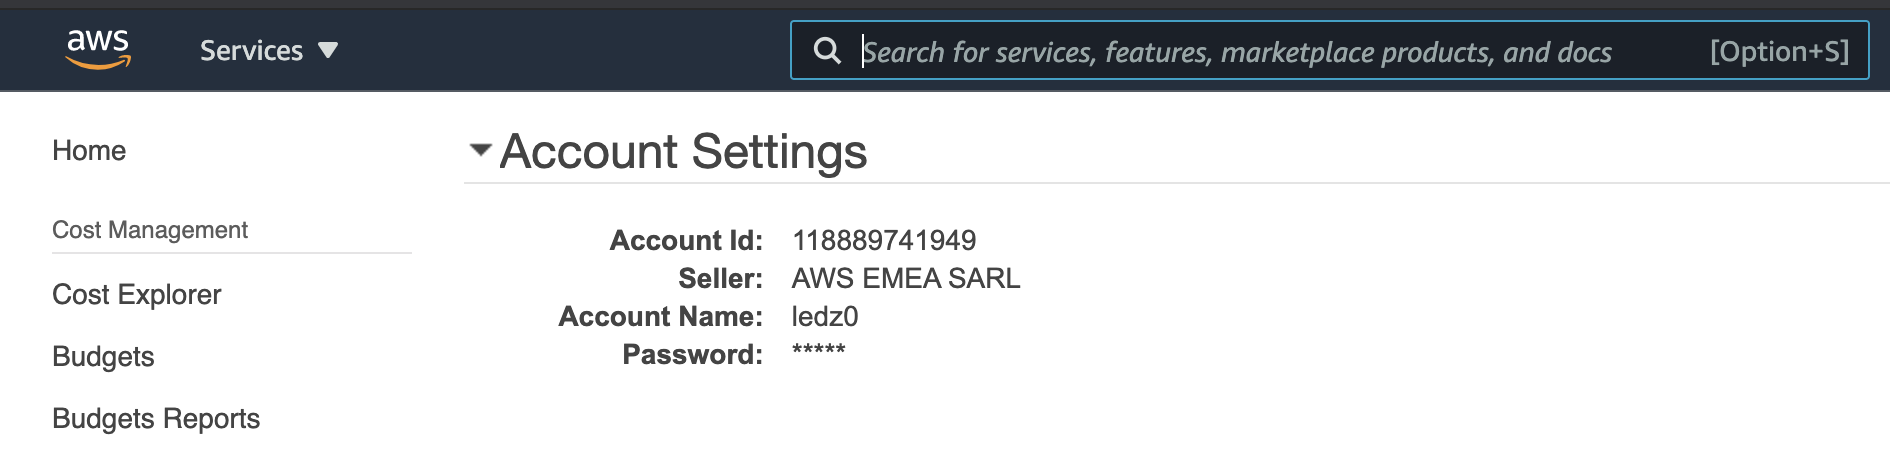 aws
Services
Search for services, features, marketplace products, and docs [Option+S]
Home
Cost Management
Cost Explorer
Budgets
Budgets Reports
Account Settings
Account Id: 118889741949
Seller: AWS EMEA SARL
Account Name: ledz0
Password: *****